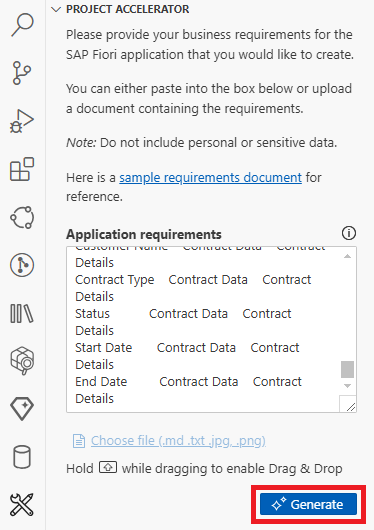 PROJECT ACCELERATOR
Please provide your business requirements for the
SAP Fiori application that you would like to create.
You can either paste into the box below or upload
a document containing the requirements.
Note: Do not include personal or sensitive data.
Here is a sample requirements document for
reference.
Application requirements
Customer Name Contract Data Contract
Details
Contract Type Contract Data Contract
Details
Status Contract Data Contract
Details
Start Date Contract Data Contract
Details
End Date Contract Data Contract
Details
Choose file (.md .txt .jpg, .png)
Hold while dragging to enable Drag & Drop
Generate